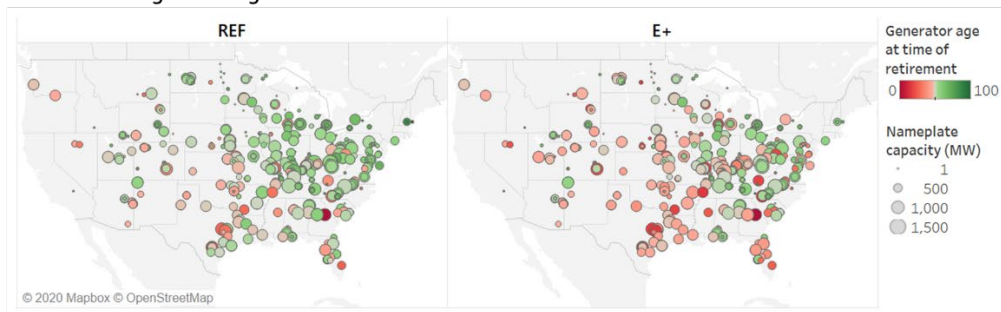 REF
E+
Generator age
at time of
retirement
0 100
Nameplate
capacity (MW)
1
500
1,000
1,500
© 2020 Mapbox © OpenStreetMap